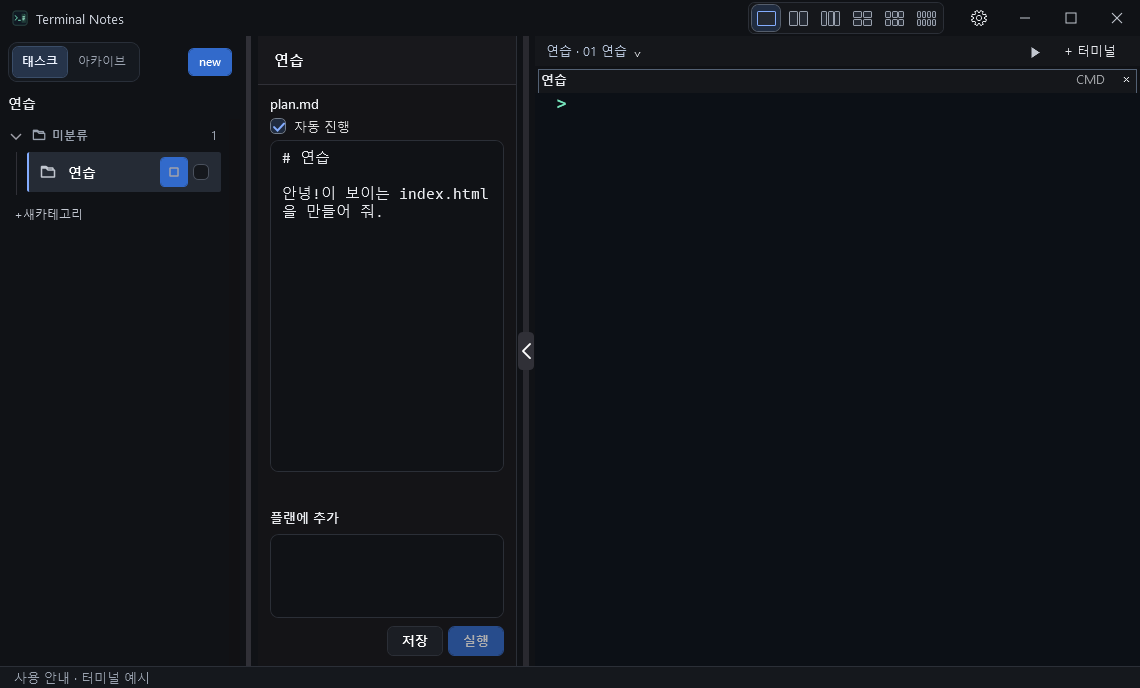 Terminal Notes
태스크
아카이브
new
연습
미분류
1
연습
+새카테고리
연습
plan.md
자동 진행
# 연습
안녕!이 보이는 index.html
을 만들어 줘.
플랜에 추가
저장
실행
연습 · 01 연습
+ 터미널
연습
CMD
>
사용 안내 · 터미널 예시